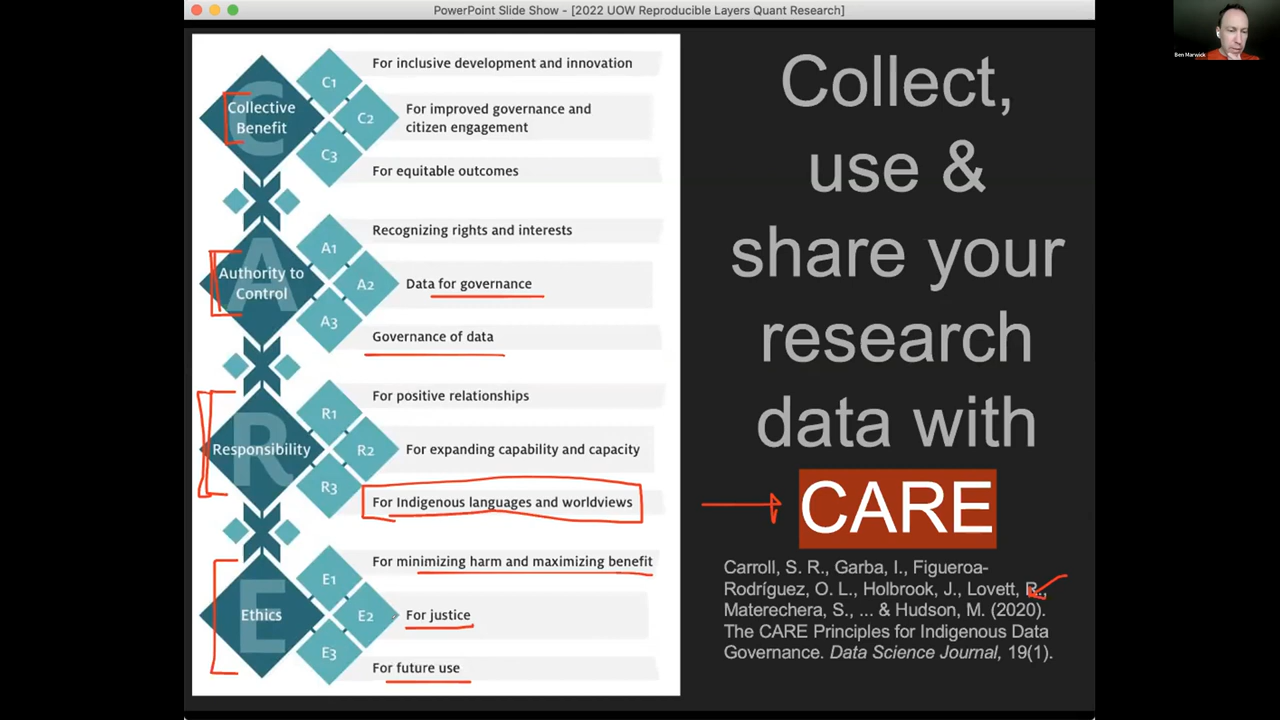 PowerPoint Slide Show - [2022 UOW Reproducible Layers Quant Research]
Ben Marwick
C
Collective
Benefit
C1
For inclusive development and innovation
C2
For improved governance and
citizen engagement
C3
For equitable outcomes
A
Authority to
Control
A1
Recognizing rights and interests
A2
Data for governance
A3
Governance of data
R
Responsibility
R1
For positive relationships
R2
For expanding capability and capacity
R3
For Indigenous languages and worldviews
E
Ethics
E1
For minimizing harm and maximizing benefit
E2
For justice
E3
For future use
Collect,
use &
share your
research
data with
CARE
Carroll, S. R., Garba, I., Figueroa-
Rodríguez, O. L., Holbrook, J., Lovett, R.,
Materechera, S., ... & Hudson, M. (2020).
The CARE Principles for Indigenous Data
Governance. Data Science Journal, 19(1).